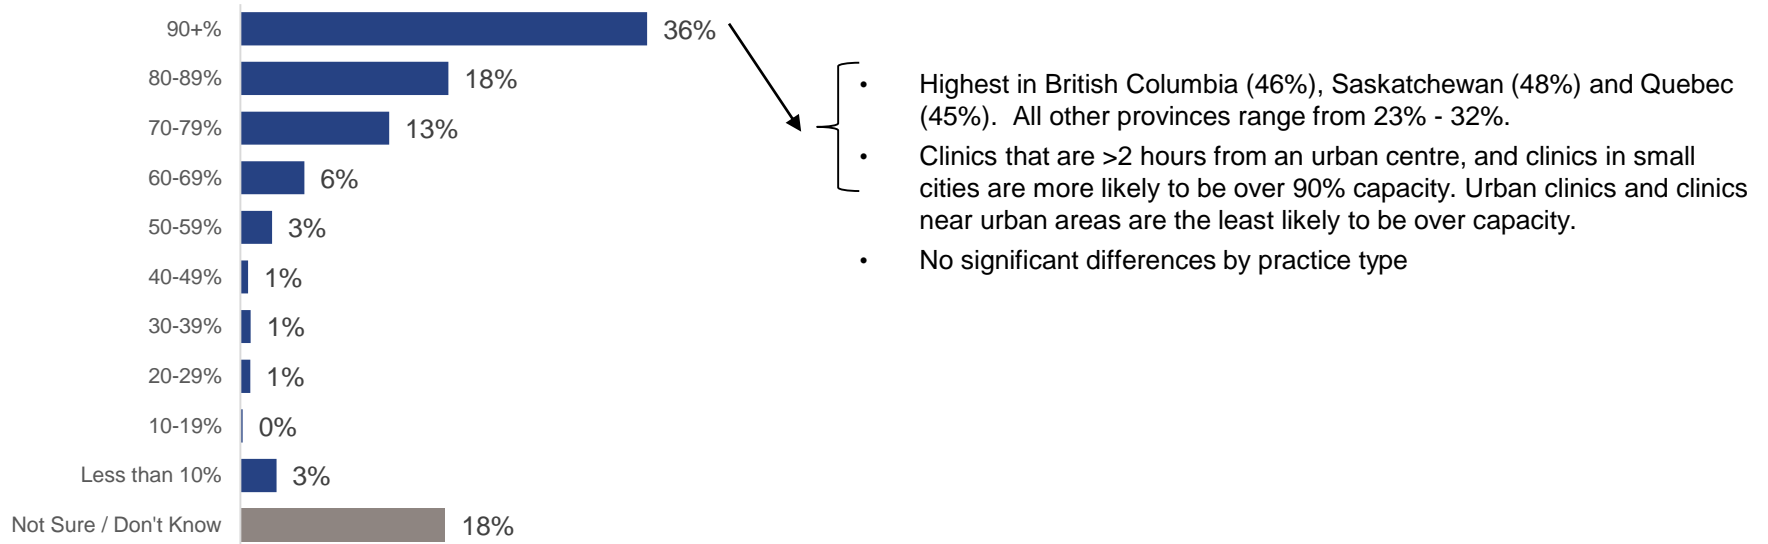 90+% 36%
80-89% 18%
70-79% 13%
60-69% 6%
50-59% 3%
40-49% 1%
30-39% 1%
20-29% 1%
10-19% 0%
Less than 10% 3%
Not Sure / Don't Know 18%
• Highest in British Columbia (46%), Saskatchewan (48%) and Quebec
(45%). All other provinces range from 23% - 32%.
• Clinics that are >2 hours from an urban centre, and clinics in small
cities are more likely to be over 90% capacity. Urban clinics and clinics
near urban areas are the least likely to be over capacity.
• No significant differences by practice type